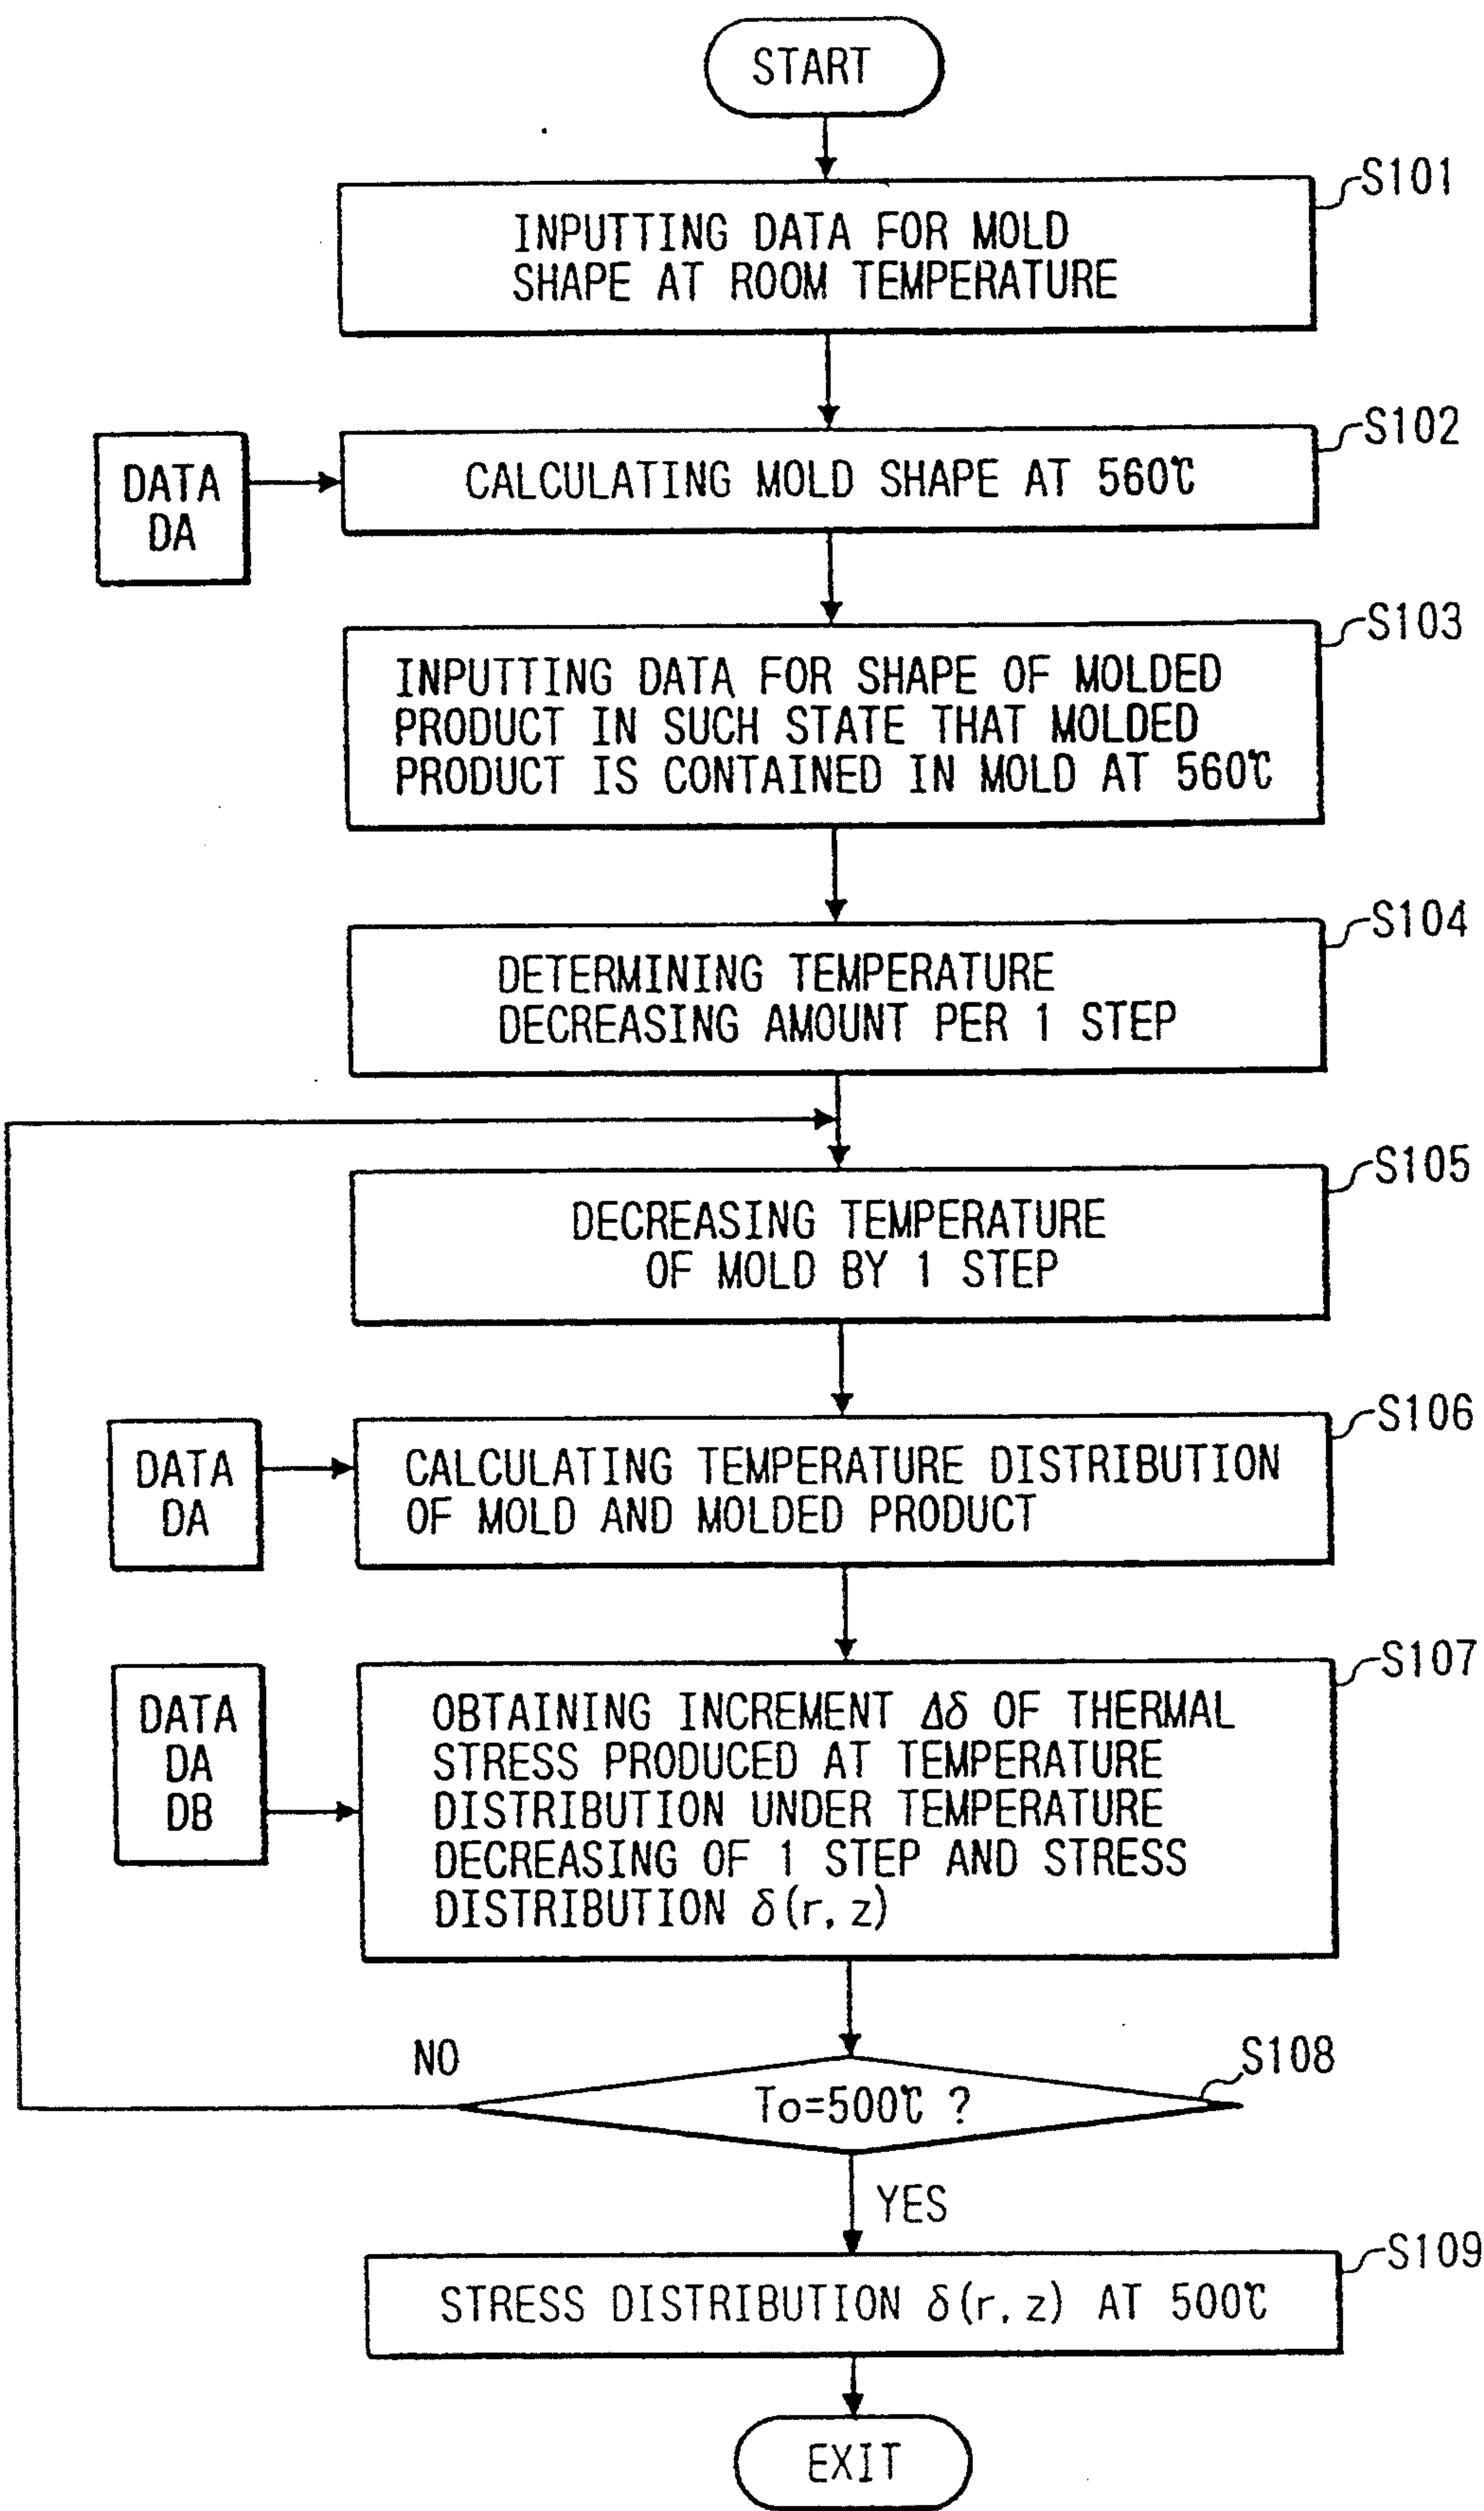 START
S101
INPUTTING DATA FOR MOLD
SHAPE AT ROOM TEMPERATURE
S102
DATA
DA
CALCULATING MOLD SHAPE AT 560℃
S103
INPUTTING DATA FOR SHAPE OF MOLDED
PRODUCT IN SUCH STATE THAT MOLDED
PRODUCT IS CONTAINED IN MOLD AT 560℃
S104
DETERMINING TEMPERATURE
DECREASING AMOUNT PER 1 STEP
S105
DECREASING TEMPERATURE
OF MOLD BY 1 STEP
S106
DATA
DA
CALCULATING TEMPERATURE DISTRIBUTION
OF MOLD AND MOLDED PRODUCT
S107
DATA
DA
DB
OBTAINING INCREMENT Δδ OF THERMAL
STRESS PRODUCED AT TEMPERATURE
DISTRIBUTION UNDER TEMPERATURE
DECREASING OF 1 STEP AND STRESS
DISTRIBUTION δ(r, z)
NO
S108
To=500℃ ?
YES
S109
STRESS DISTRIBUTION δ(r, z) AT 500℃
EXIT